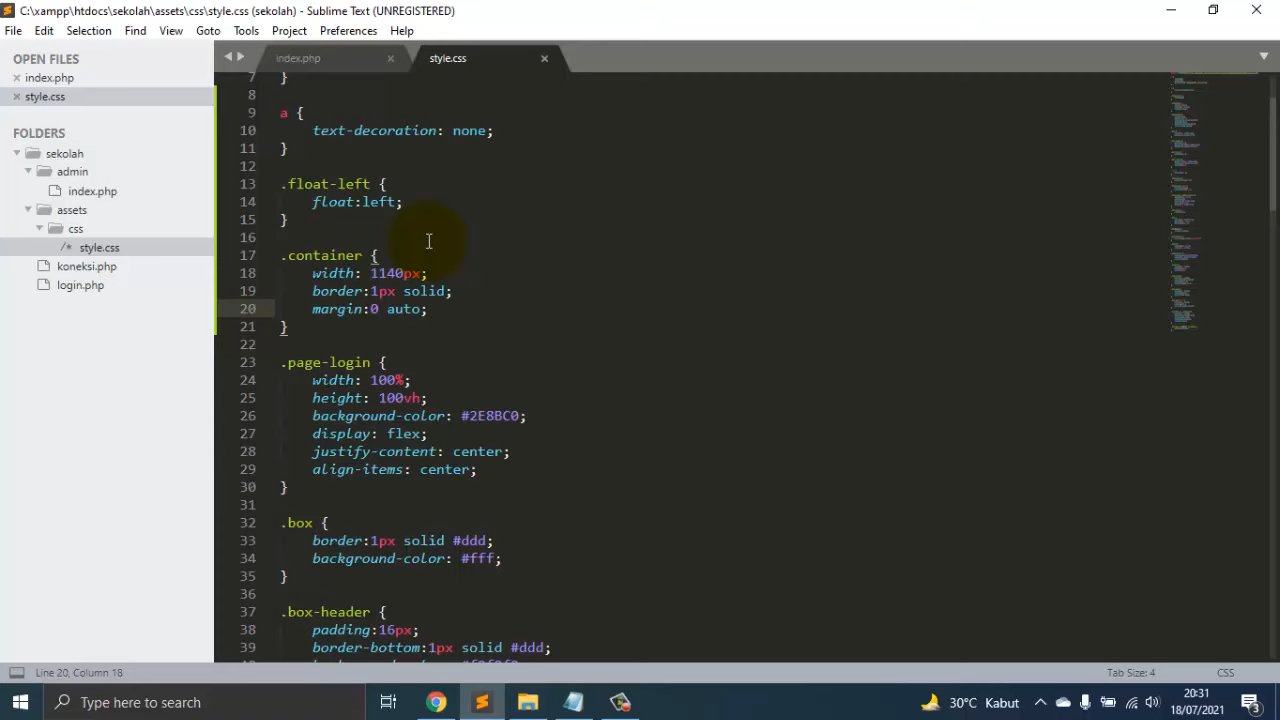 C:\xampp\htdocs\sekolah\assets\css\style.css (sekolah) - Sublime Text (UNREGISTERED)
File Edit Selection Find View Goto Tools Project Preferences Help
OPEN FILES
index.php
style.css
FOLDERS
sekolah
admin
index.php
assets
css
/* style.css
koneksi.php
login.php
index.php style.css
7 }
8
9 a {
10 text-decoration: none;
11 }
12
13 .float-left {
14 float:left;
15 }
16
17 .container {
18 width: 1140px;
19 border:1px solid;
20 margin:0 auto;
21 }
22
23 .page-login {
24 width: 100%;
25 height: 100vh;
26 background-color: #2E8BC0;
27 display: flex;
28 justify-content: center;
29 align-items: center;
30 }
31
32 .box {
33 border:1px solid #ddd;
34 background-color: #fff;
35 }
36
37 .box-header {
38 padding:16px;
39 border-bottom:1px solid #ddd;
Line 20, Column 18 Tab Size: 4 CSS
Type here to search
30°C Kabut
20:31
18/07/2021
3